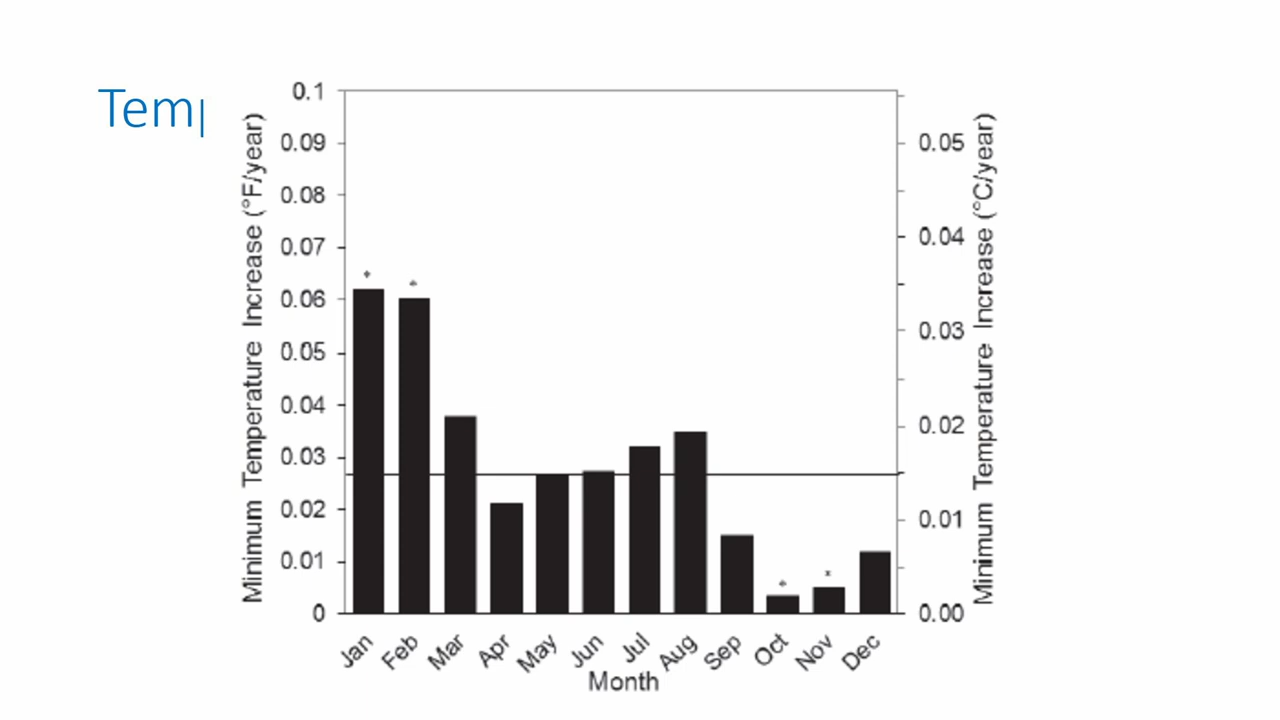 Temp
Minimum Temperature Increase (°F/year)
0.1
0.09
0.08
0.07
0.06
0.05
0.04
0.03
0.02
0.01
0
* * * *
0.05
0.04
0.03
0.02
0.01
0.00
Minimum Temperature Increase (°C/year)
Jan Feb Mar Apr May Jun Jul Aug Sep Oct Nov Dec
Month